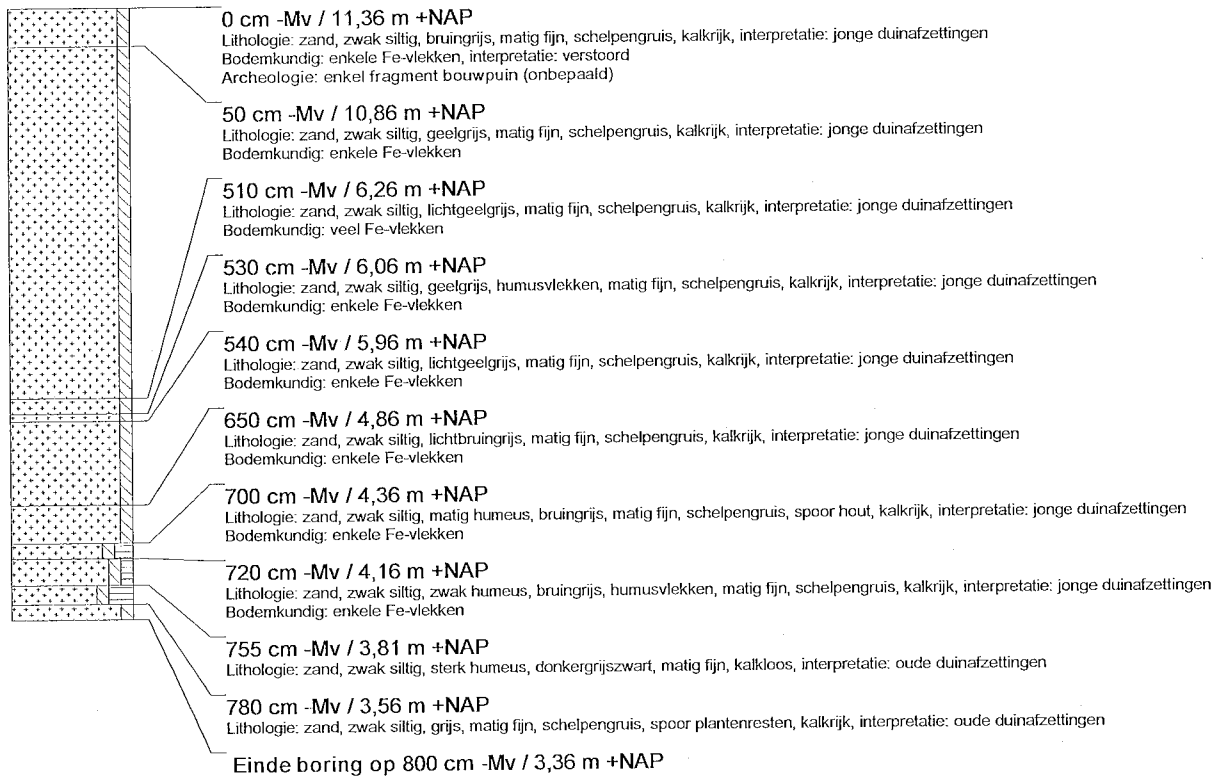 0 cm -Mv / 11,36 m +NAP
Lithologie: zand, zwak siltig, bruingrijs, matig fijn, schelpengruis, kalkrijk, interpretatie: jonge duinafzettingen
Bodemkundig: enkele Fe-vlekken, interpretatie: verstoord
Archeologie: enkel fragment bouwpuin (onbepaald)
50 cm -Mv / 10,86 m +NAP
Lithologie: zand, zwak siltig, geelgrijs, matig fijn, schelpengruis, kalkrijk, interpretatie: jonge duinafzettingen
Bodemkundig: enkele Fe-vlekken
510 cm -Mv / 6,26 m +NAP
Lithologie: zand, zwak siltig, lichtgeelgrijs, matig fijn, schelpengruis, kalkrijk, interpretatie: jonge duinafzettingen
Bodemkundig: veel Fe-vlekken
530 cm -Mv / 6,06 m +NAP
Lithologie: zand, zwak siltig, geelgrijs, humusvlekken, matig fijn, schelpengruis, kalkrijk, interpretatie: jonge duinafzettingen
Bodemkundig: enkele Fe-vlekken
540 cm -Mv / 5,96 m +NAP
Lithologie: zand, zwak siltig, lichtgeelgrijs, matig fijn, schelpengruis, kalkrijk, interpretatie: jonge duinafzettingen
Bodemkundig: enkele Fe-vlekken
650 cm -Mv / 4,86 m +NAP
Lithologie: zand, zwak siltig, lichtbruingrijs, matig fijn, schelpengruis, kalkrijk, interpretatie: jonge duinafzettingen
Bodemkundig: enkele Fe-vlekken
700 cm -Mv / 4,36 m +NAP
Lithologie: zand, zwak siltig, matig humeus, bruingrijs, matig fijn, schelpengruis, spoor hout, kalkrijk, interpretatie: jonge duinafzettingen
Bodemkundig: enkele Fe-vlekken
720 cm -Mv / 4,16 m +NAP
Lithologie: zand, zwak siltig, zwak humeus, bruingrijs, humusvlekken, matig fijn, schelpengruis, kalkrijk, interpretatie: jonge duinafzettingen
Bodemkundig: enkele Fe-vlekken
755 cm -Mv / 3,81 m +NAP
Lithologie: zand, zwak siltig, sterk humeus, donkergrijszwart, matig fijn, kalkloos, interpretatie: oude duinafzettingen
780 cm -Mv / 3,56 m +NAP
Lithologie: zand, zwak siltig, grijs, matig fijn, schelpengruis, spoor plantenresten, kalkrijk, interpretatie: oude duinafzettingen
Einde boring op 800 cm -Mv / 3,36 m +NAP